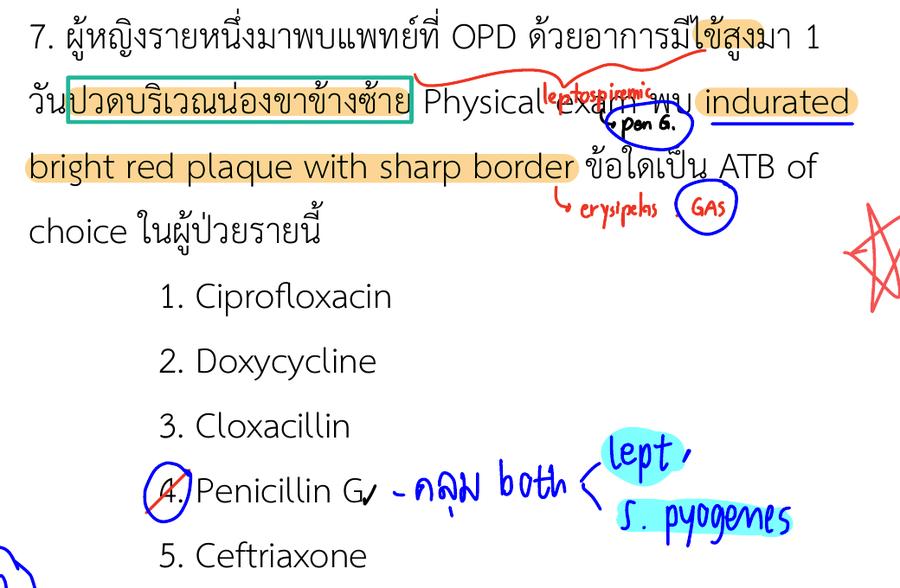 7. ผู้หญิงรายหนึ่งมาพบแพทย์ที่ OPD ด้วยอาการมีไข้สูงมา 1
วันปวดบริเวณน่องขาข้างซ้าย Physical exam พบ indurated
leptospiremic
pen G.
bright red plaque with sharp border ข้อใดเป็น ATB of
erysipelas : GAS
choice ในผู้ป่วยรายนี้
1. Ciprofloxacin
2. Doxycycline
3. Cloxacillin
lept,
4. Penicillin G - คลุม both
S. pyogenes
5. Ceftriaxone